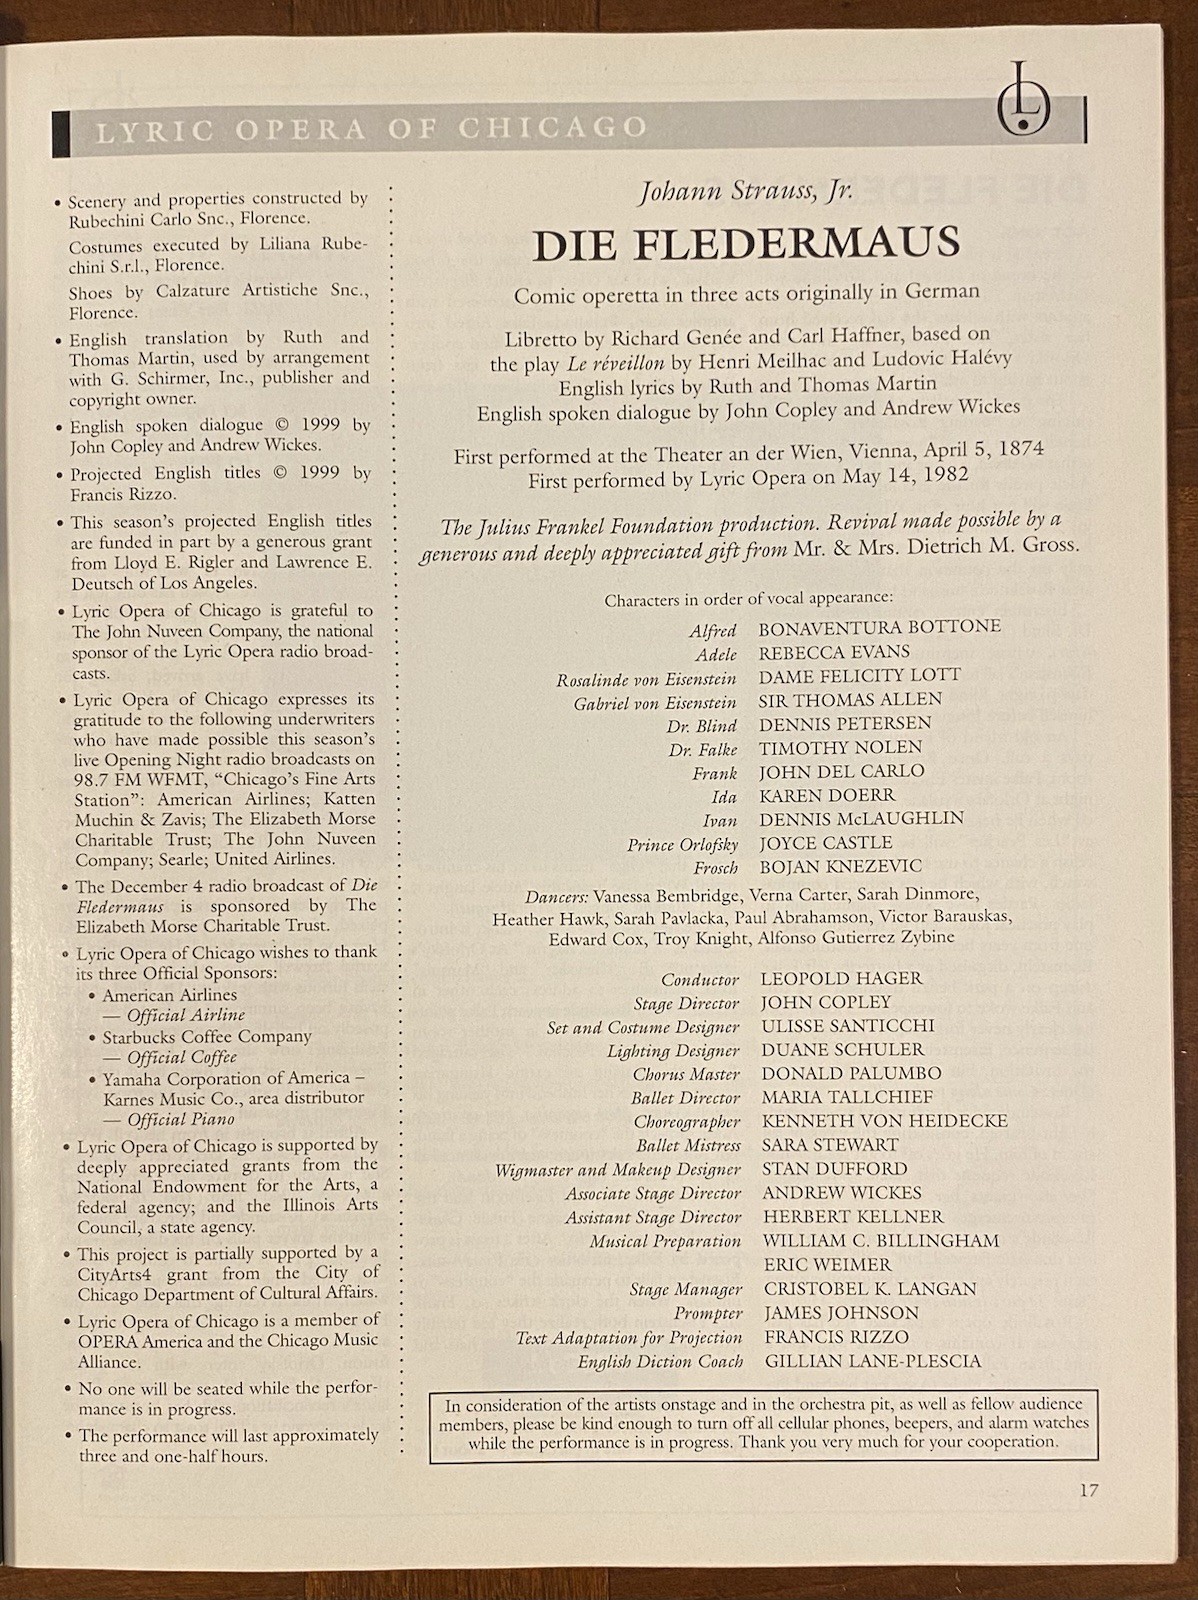 LYRIC OPERA OF CHICAGO
• Scenery and properties constructed by
Rubechini Carlo Snc., Florence.
Costumes executed by Liliana Rube-
chini S.r.l., Florence.
Shoes by Calzature Artistiche Snc.,
Florence.
• English translation by Ruth and
Thomas Martin, used by arrangement
with G. Schirmer, Inc., publisher and
copyright owner.
• English spoken dialogue © 1999 by
John Copley and Andrew Wickes.
• Projected English titles © 1999 by
Francis Rizzo.
• This season's projected English titles
are funded in part by a generous grant
from Lloyd E. Rigler and Lawrence E.
Deutsch of Los Angeles.
• Lyric Opera of Chicago is grateful to
The John Nuveen Company, the national
sponsor of the Lyric Opera radio broad-
casts.
• Lyric Opera of Chicago expresses its
gratitude to the following underwriters
who have made possible this season's
live Opening Night radio broadcasts on
98.7 FM WFMT, "Chicago's Fine Arts
Station": American Airlines; Katten
Muchin & Zavis; The Elizabeth Morse
Charitable Trust; The John Nuveen
Company; Searle; United Airlines.
• The December 4 radio broadcast of Die
Fledermaus is sponsored by The
Elizabeth Morse Charitable Trust.
• Lyric Opera of Chicago wishes to thank
its three Official Sponsors:
• American Airlines
— Official Airline
• Starbucks Coffee Company
— Official Coffee
• Yamaha Corporation of America –
Karnes Music Co., area distributor
— Official Piano
• Lyric Opera of Chicago is supported by
deeply appreciated grants from the
National Endowment for the Arts, a
federal agency; and the Illinois Arts
Council, a state agency.
• This project is partially supported by a
CityArts4 grant from the City of
Chicago Department of Cultural Affairs.
• Lyric Opera of Chicago is a member of
OPERA America and the Chicago Music
Alliance.
• No one will be seated while the perfor-
mance is in progress.
• The performance will last approximately
three and one-half hours.
Johann Strauss, Jr.
DIE FLEDERMAUS
Comic operetta in three acts originally in German
Libretto by Richard Genée and Carl Haffner, based on
the play Le réveillon by Henri Meilhac and Ludovic Halévy
English lyrics by Ruth and Thomas Martin
English spoken dialogue by John Copley and Andrew Wickes
First performed at the Theater an der Wien, Vienna, April 5, 1874
First performed by Lyric Opera on May 14, 1982
The Julius Frankel Foundation production. Revival made possible by a
generous and deeply appreciated gift from Mr. & Mrs. Dietrich M. Gross.
Characters in order of vocal appearance:
Alfred BONAVENTURA BOTTONE
Adele REBECCA EVANS
Rosalinde von Eisenstein DAME FELICITY LOTT
Gabriel von Eisenstein SIR THOMAS ALLEN
Dr. Blind DENNIS PETERSEN
Dr. Falke TIMOTHY NOLEN
Frank JOHN DEL CARLO
Ida KAREN DOERR
Ivan DENNIS McLAUGHLIN
Prince Orlofsky JOYCE CASTLE
Frosch BOJAN KNEZEVIC
Dancers: Vanessa Bembridge, Verna Carter, Sarah Dinmore,
Heather Hawk, Sarah Pavlacka, Paul Abrahamson, Victor Barauskas,
Edward Cox, Troy Knight, Alfonso Gutierrez Zybine
Conductor LEOPOLD HAGER
Stage Director JOHN COPLEY
Set and Costume Designer ULISSE SANTICCHI
Lighting Designer DUANE SCHULER
Chorus Master DONALD PALUMBO
Ballet Director MARIA TALLCHIEF
Choreographer KENNETH VON HEIDECKE
Ballet Mistress SARA STEWART
Wigmaster and Makeup Designer STAN DUFFORD
Associate Stage Director ANDREW WICKES
Assistant Stage Director HERBERT KELLNER
Musical Preparation WILLIAM C. BILLINGHAM
ERIC WEIMER
Stage Manager CRISTOBEL K. LANGAN
Prompter JAMES JOHNSON
Text Adaptation for Projection FRANCIS RIZZO
English Diction Coach GILLIAN LANE-PLESCIA
In consideration of the artists onstage and in the orchestra pit, as well as fellow audience
members, please be kind enough to turn off all cellular phones, beepers, and alarm watches
while the performance is in progress. Thank you very much for your cooperation.
17